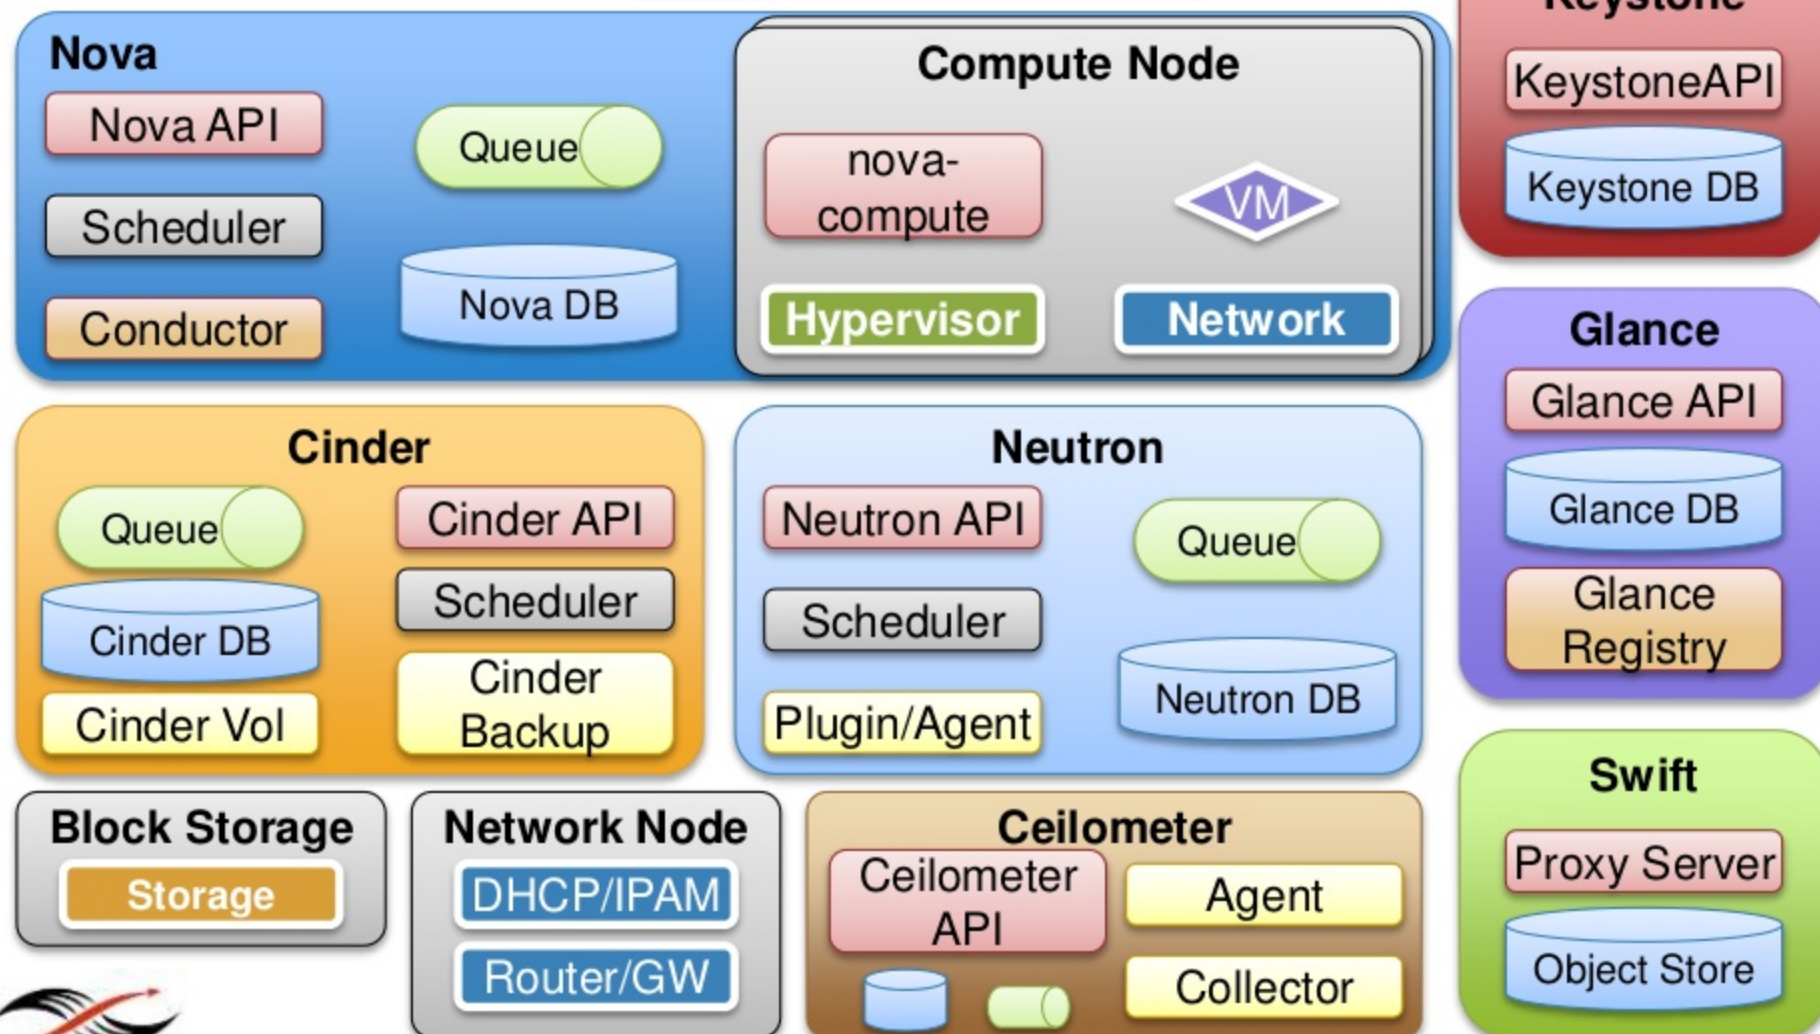 Nova
Nova API
Scheduler
Conductor
Queue
Nova DB
Compute Node
nova-
compute
VM
Hypervisor
Network
Keystone
KeystoneAPI
Keystone DB
Cinder
Queue
Cinder DB
Cinder Vol
Cinder API
Scheduler
Cinder
Backup
Neutron
Neutron API
Scheduler
Plugin/Agent
Queue
Neutron DB
Glance
Glance API
Glance DB
Glance
Registry
Block Storage
Storage
Network Node
DHCP/IPAM
Router/GW
Ceilometer
Ceilometer
API
Agent
Collector
Swift
Proxy Server
Object Store